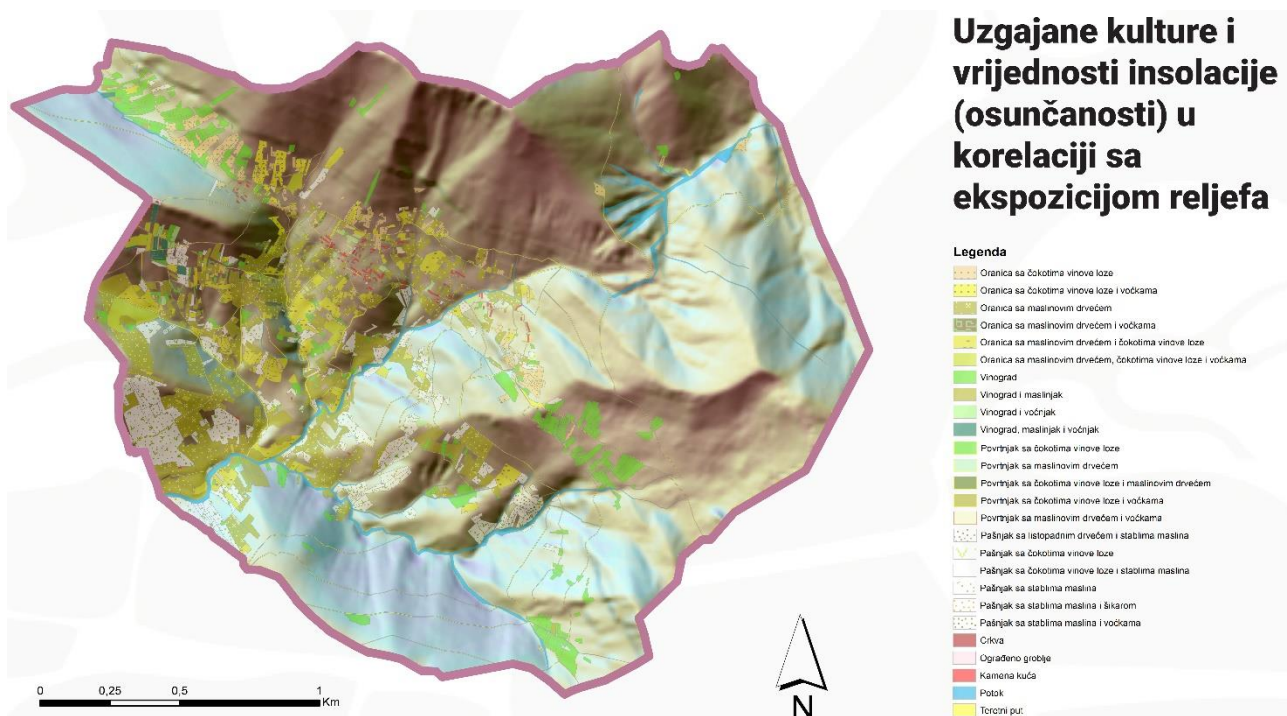 Uzgajane kulture i
vrijednosti insolacije
(osunčanosti) u
korelaciji sa
ekspozicijom reljefa
Legenda
Oranica sa čokotima vinove loze
Oranica sa čokotima vinove loze i voćkama
Oranica sa maslinovim drvećem
Oranica sa maslinovim drvećem i voćkama
Oranica sa maslinovim drvećem i čokotima vinove loze
Oranica sa maslinovim drvećem, čokotima vinove loze i voćkama
Vinograd
Vinograd i maslinjak
Vinograd i voćnjak
Vinograd, maslinjak i voćnjak
Povrtnjak sa čokotima vinove loze
Povrtnjak sa maslinovim drvećem
Povrtnjak sa čokotima vinove loze i maslinovim drvećem
Povrtnjak sa čokotima vinove loze i voćkama
Povrtnjak sa maslinovim drvećem i voćkama
Pašnjak sa listopadnim drvećem i stablima maslina
Pašnjak sa čokotima vinove loze
Pašnjak sa čokotima vinove loze i stablima maslina
Pašnjak sa stablima maslina
Pašnjak sa stablima maslina i šikarom
Pašnjak sa stablima maslina i voćkama
Crkva
Ograđeno groblje
Kamena kuća
Potok
Teretni put
0 0,25 0,5 1
Km
N